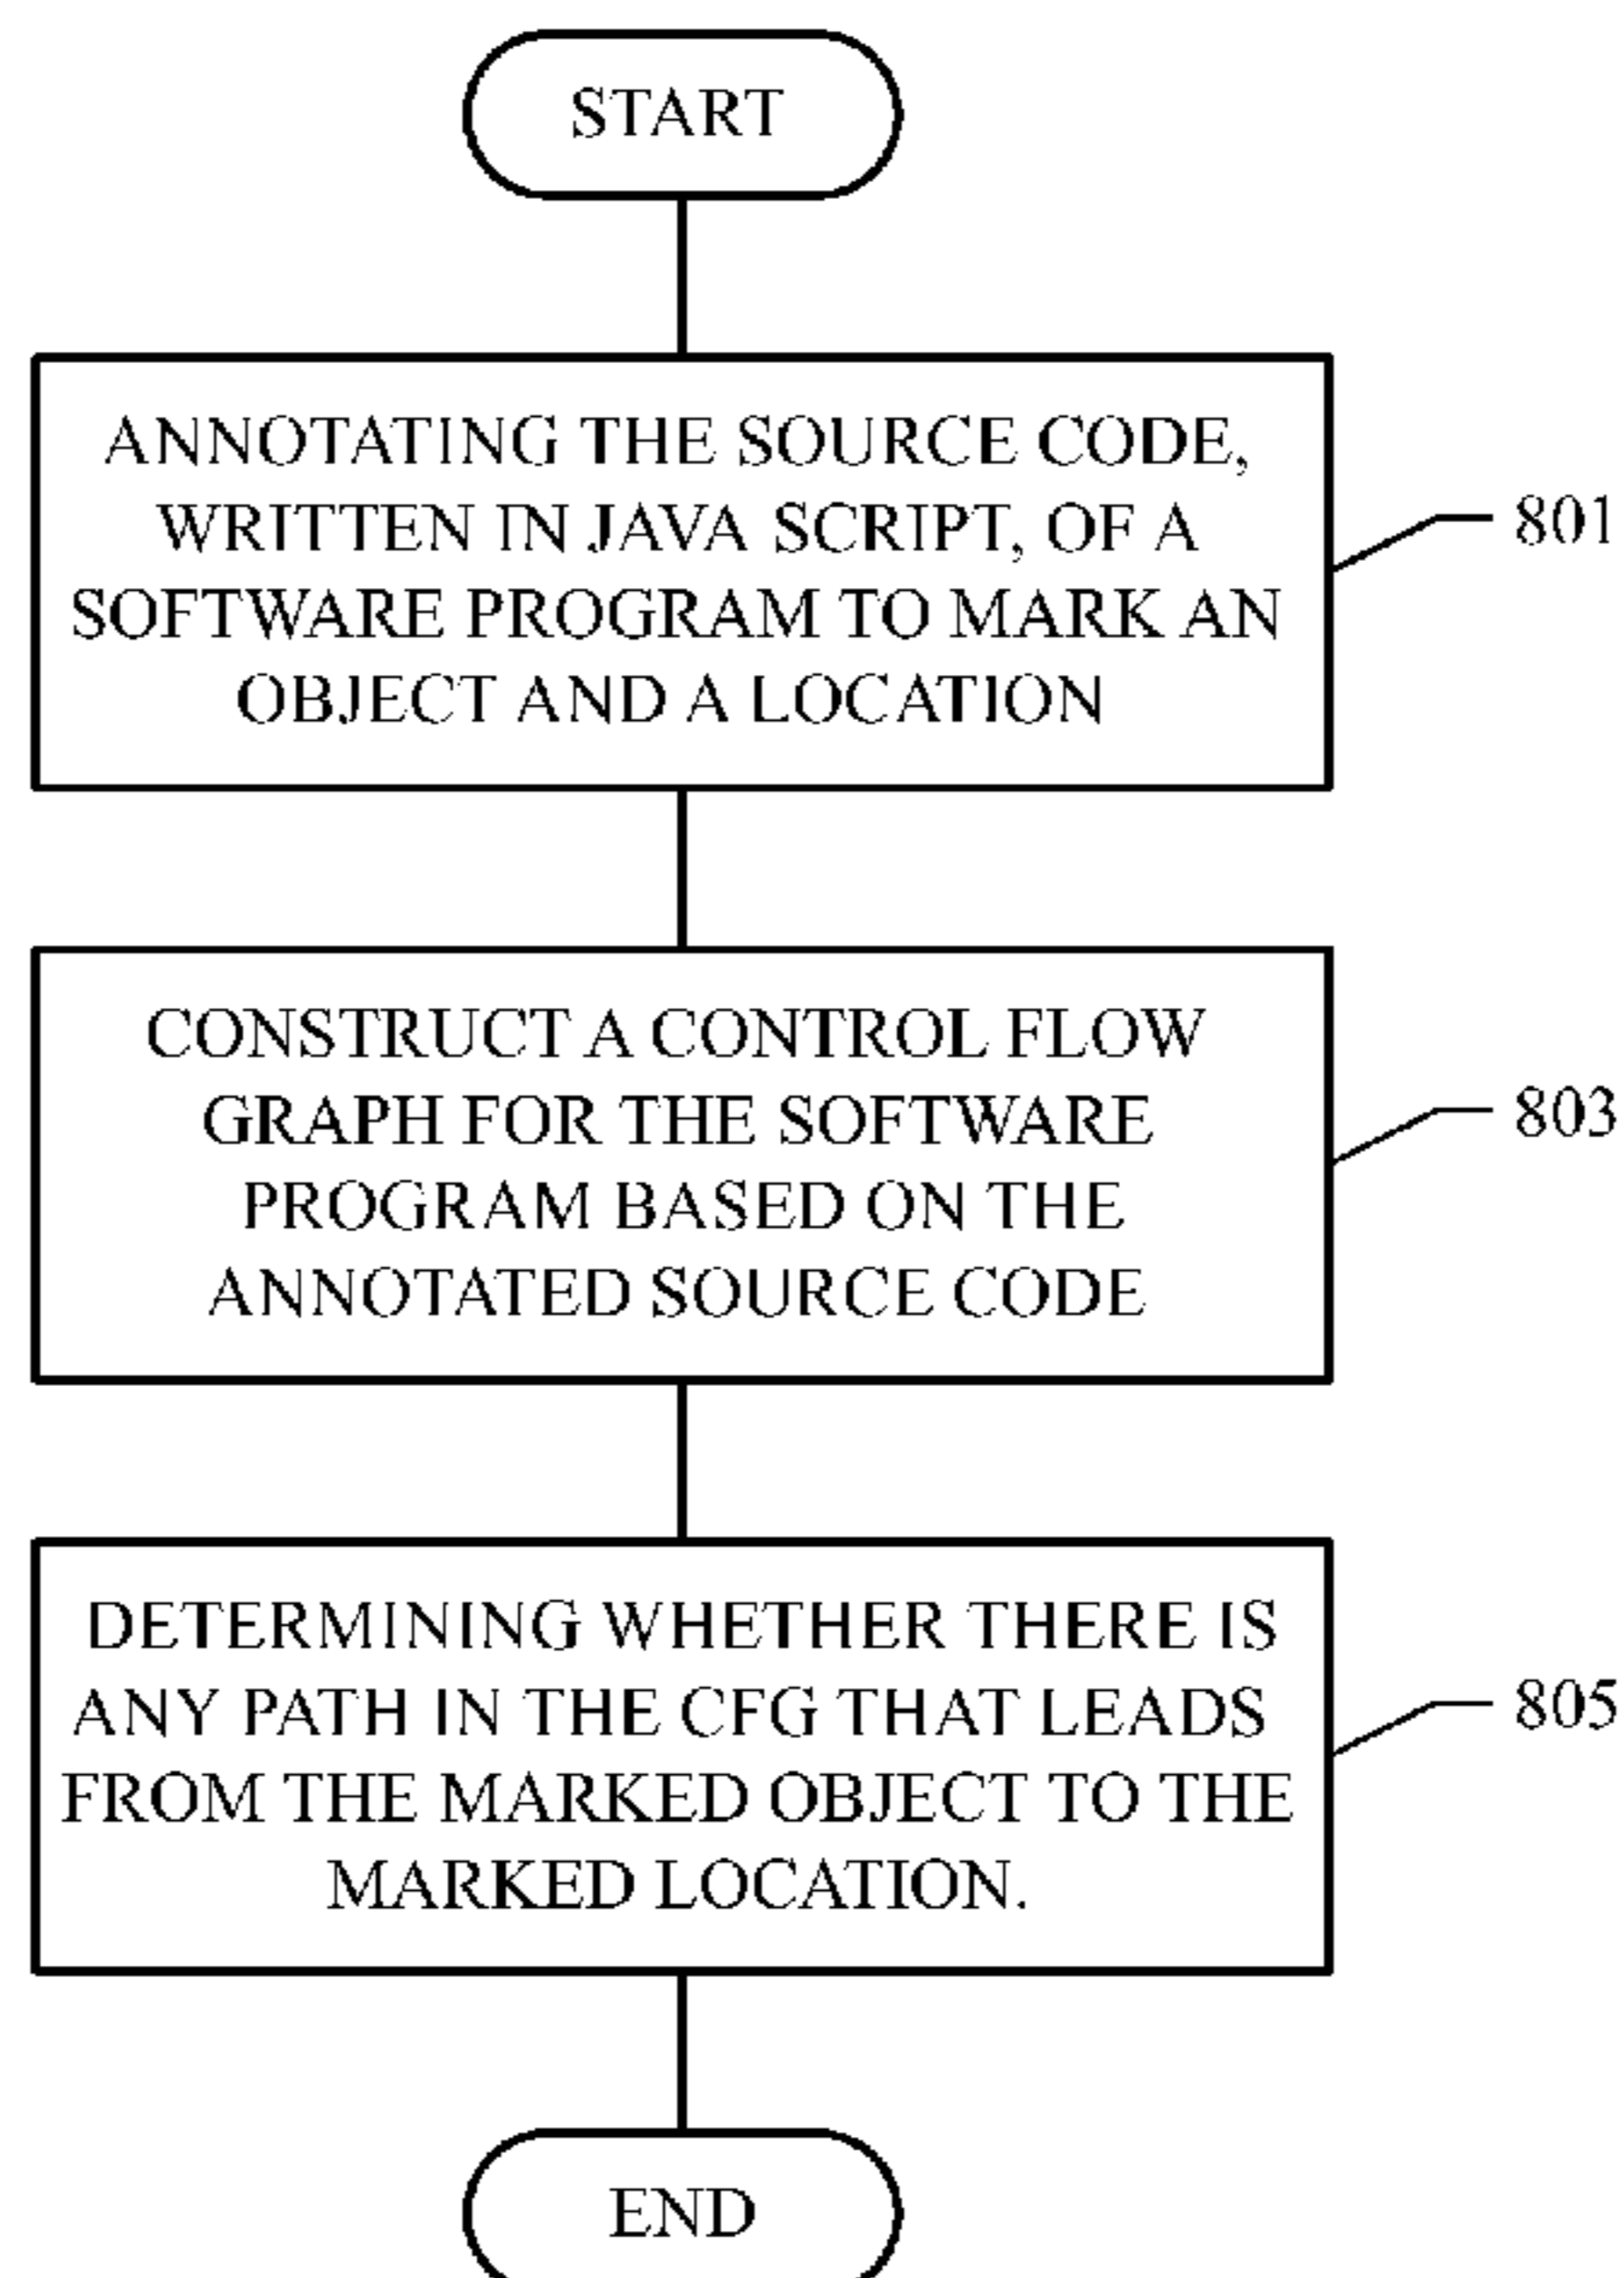 START
ANNOTATING THE SOURCE CODE,
WRITTEN IN JAVA SCRIPT, OF A
SOFTWARE PROGRAM TO MARK AN
OBJECT AND A LOCATION
801
CONSTRUCT A CONTROL FLOW
GRAPH FOR THE SOFTWARE
PROGRAM BASED ON THE
ANNOTATED SOURCE CODE
803
DETERMINING WHETHER THERE IS
ANY PATH IN THE CFG THAT LEADS
FROM THE MARKED OBJECT TO THE
MARKED LOCATION.
805
END